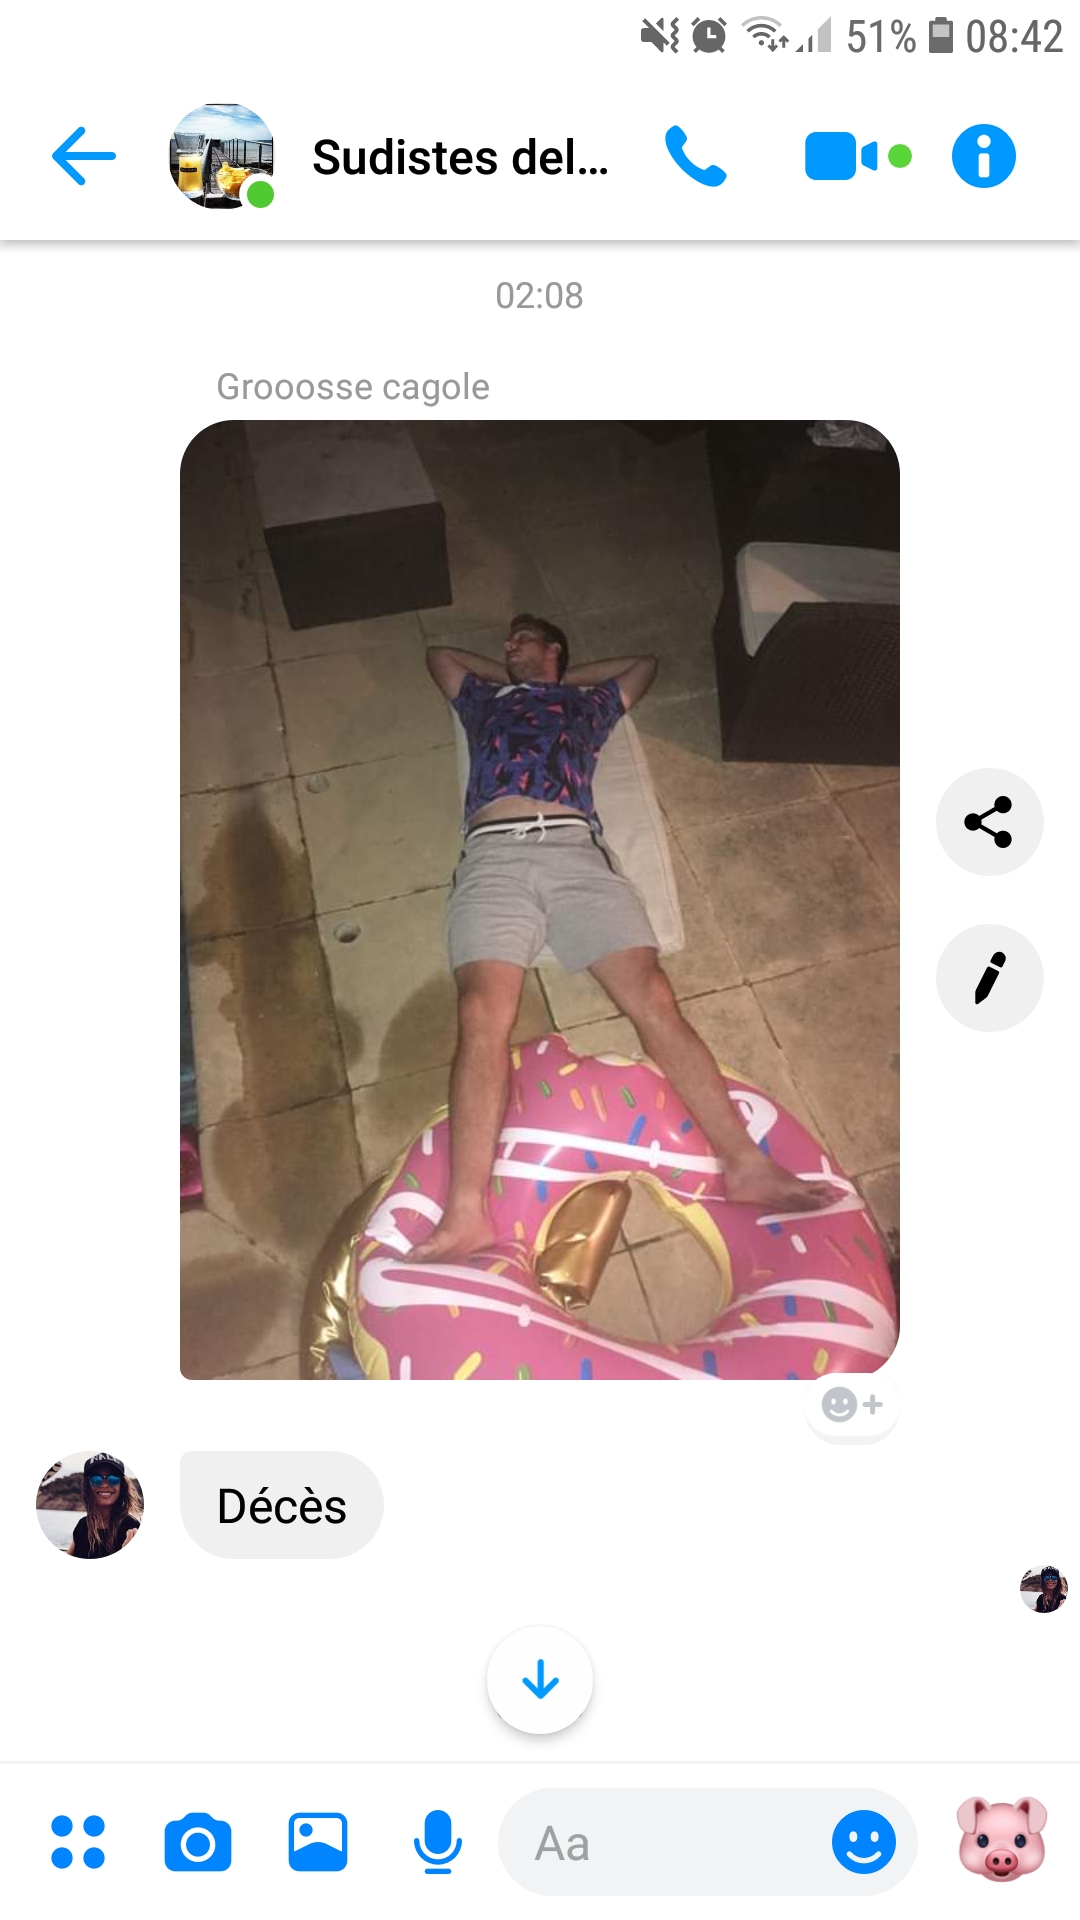 51% 08:42
Sudistes del...
02:08
Grooosse cagole
Décès
Aa